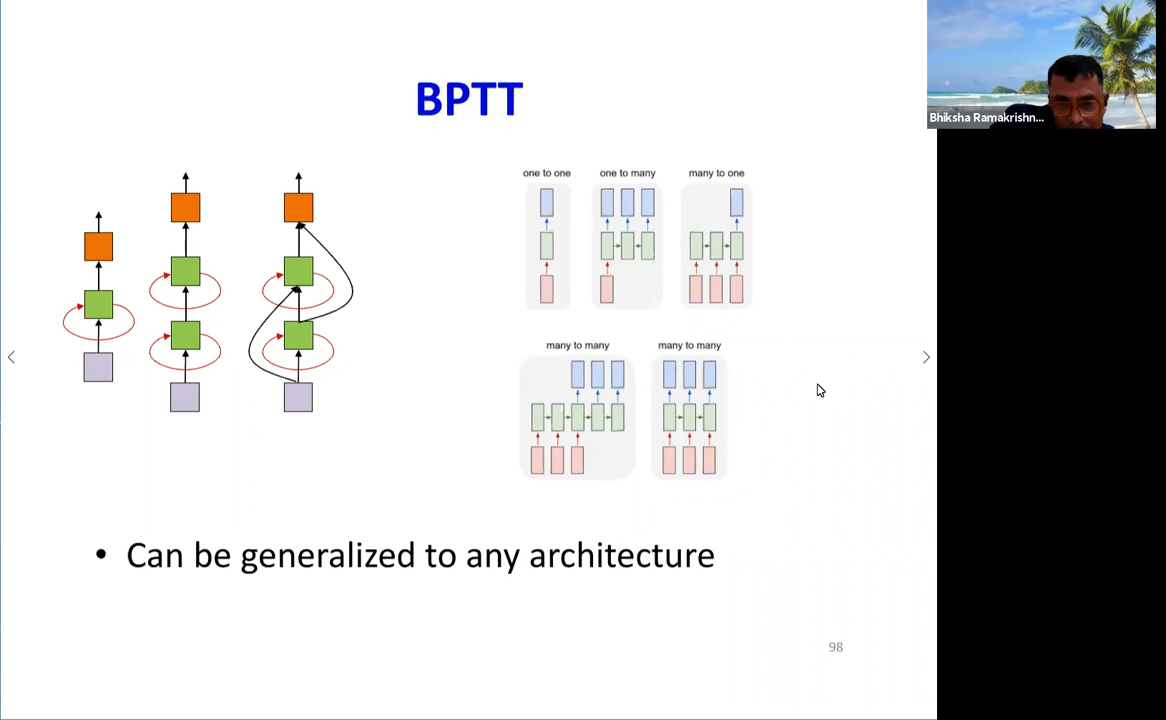 BPTT
Bhiksha Ramakrishn...
one to one
one to many
many to one
many to many
many to many
• Can be generalized to any architecture
98